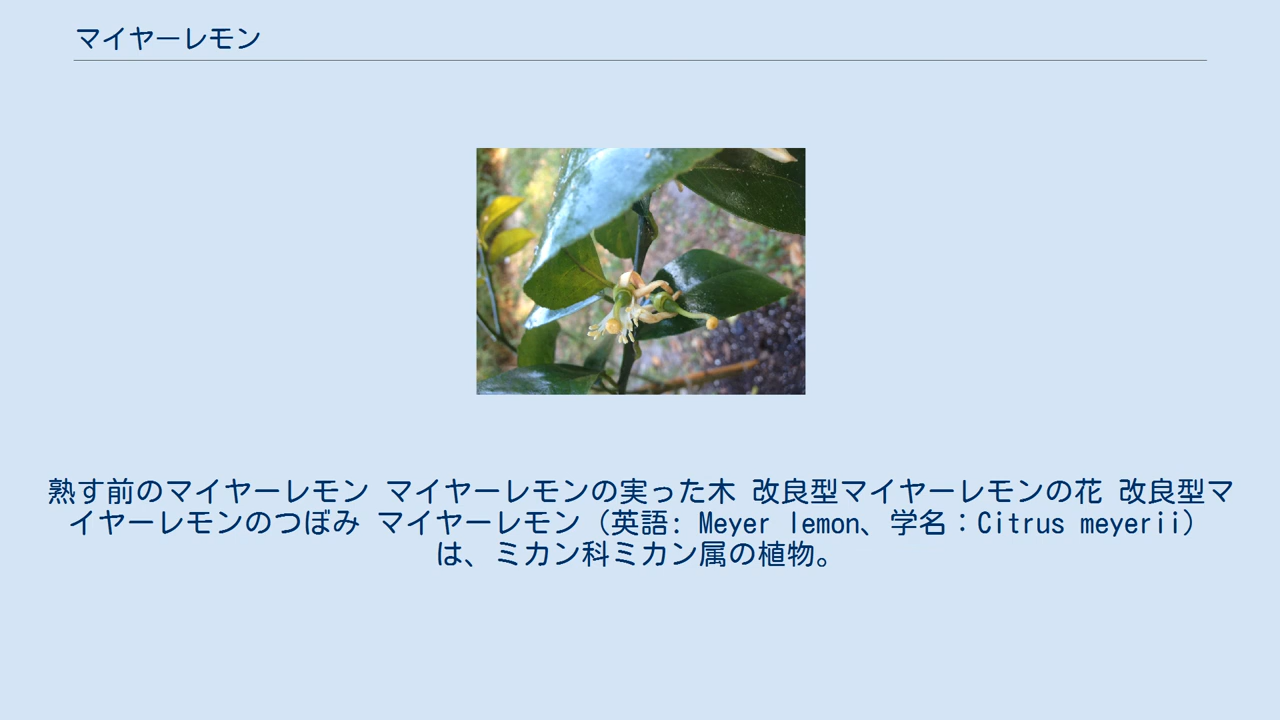 マイヤーレモン
熟す前のマイヤーレモン マイヤーレモンの実った木 改良型マイヤーレモンの花 改良型マ
イヤーレモンのつぼみ マイヤーレモン（英語: Meyer lemon、学名：Citrus meyerii）
は、ミカン科ミカン属の植物。